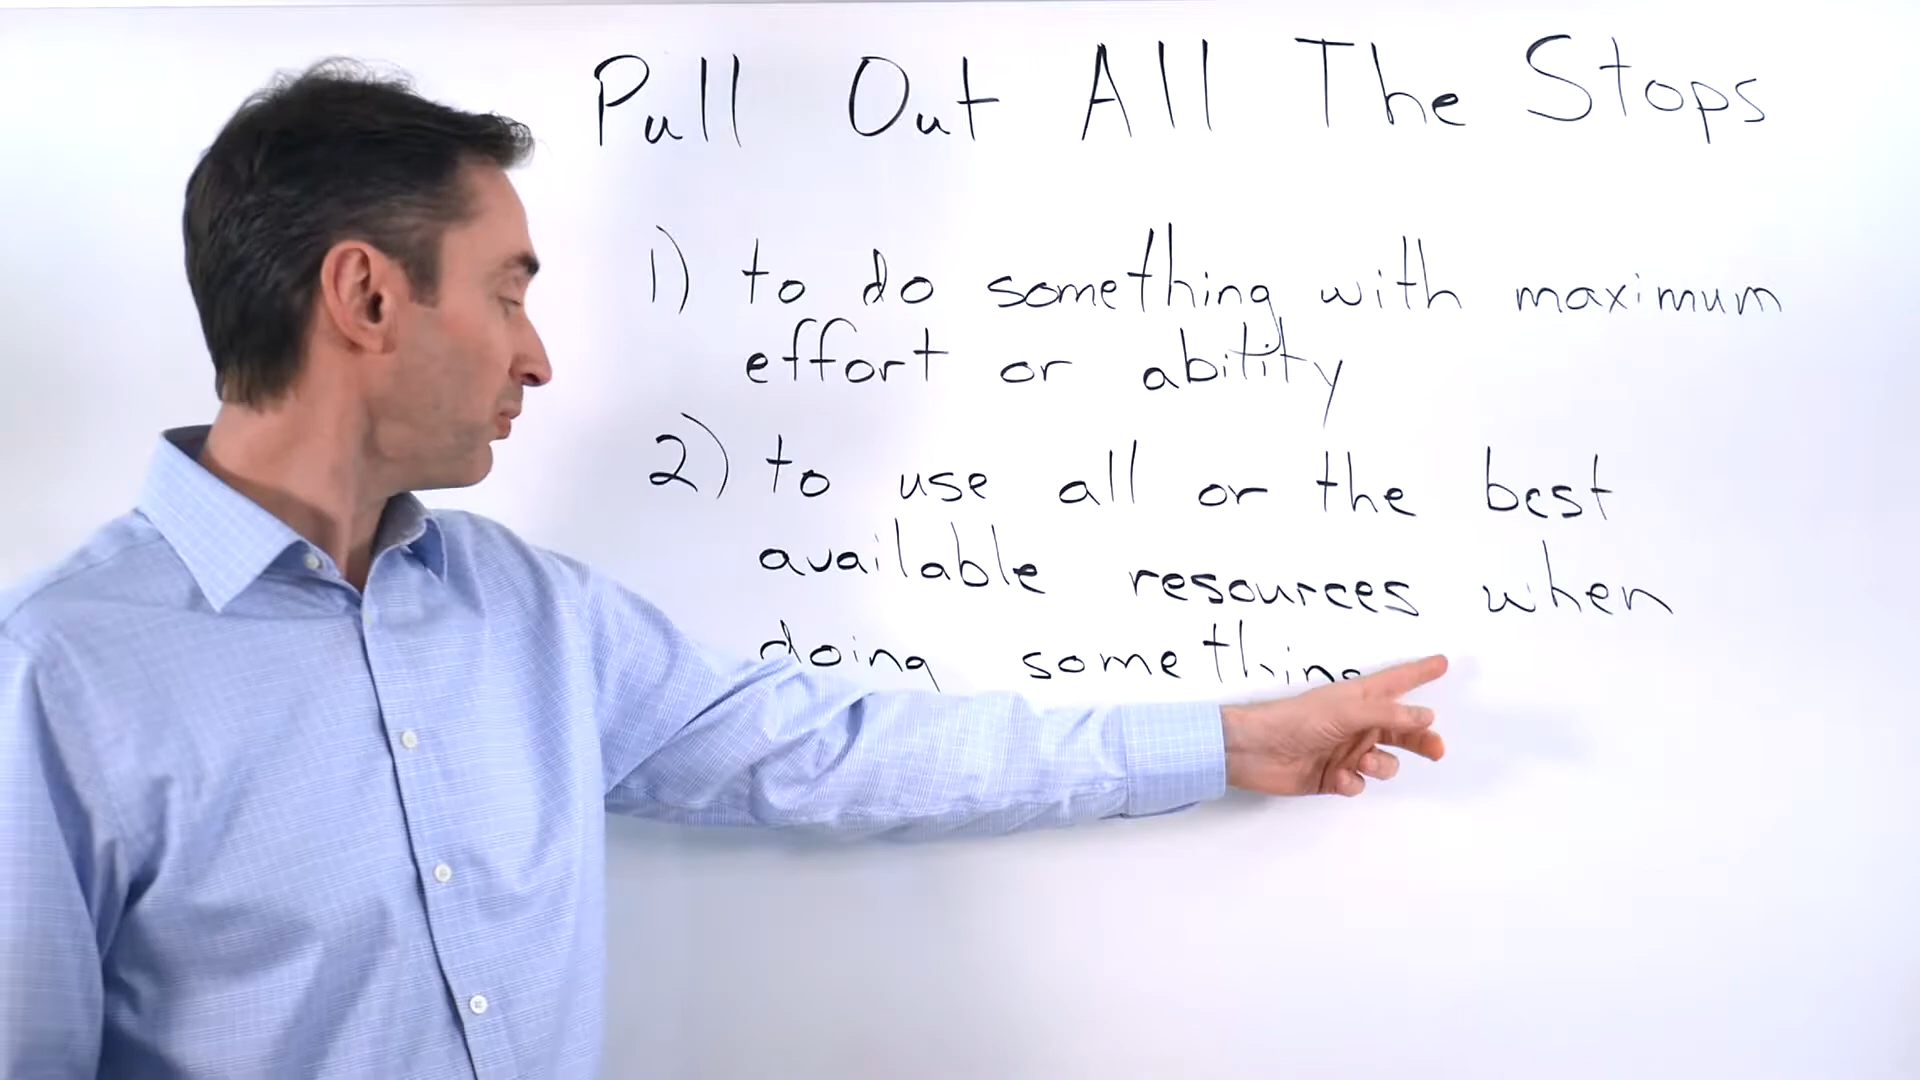 Pull Out All The Stops
1) to do something with maximum
effort or ability
2) to use all or the best
available resources when
doing something